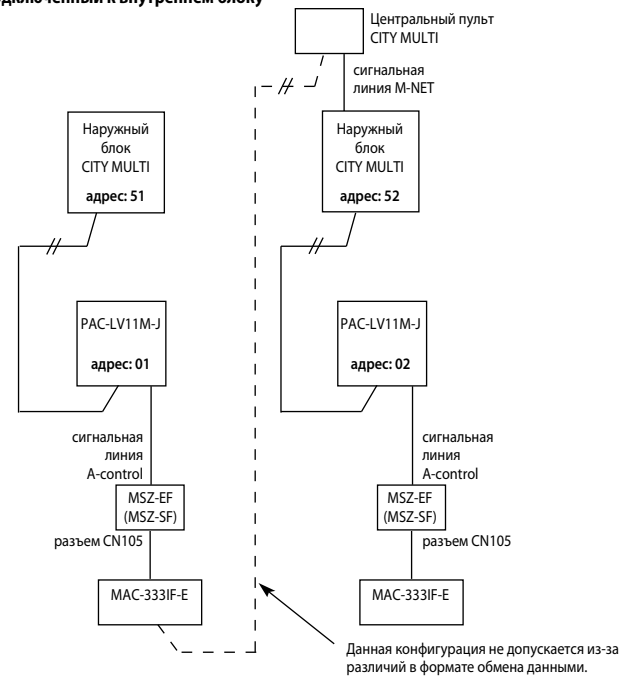 дключенный к внутреннем блоку
Центральный пульт
CITY MULTI
сигнальная
линия M-NET
Наружный
блок
CITY MULTI
адрес: 51
Наружный
блок
CITY MULTI
адрес: 52
PAC-LV11M-J
адрес: 01
PAC-LV11M-J
адрес: 02
сигнальная
линия
A-control
сигнальная
линия
A-control
MSZ-EF
(MSZ-SF)
MSZ-EF
(MSZ-SF)
разъем CN105
разъем CN105
MAC-333IF-E
MAC-333IF-E
Данная конфигурация не допускается из-за
различий в формате обмена данными.